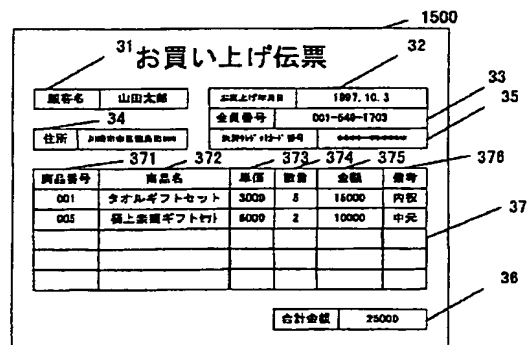 1500
31
お買い上げ伝票
32
顧客名 山田太郎
お買上げ年月日 1997.10.3
33
会員番号 001-649-1703
34
35
住所
番号
371 372 373 374 375 376
商品番号 商品名 単価 数量 金額 備考
001 タオルギフトセット 3000 5 15000 内祝
005 極上素麺ギフトセット 5000 2 10000 中元
37
36
合計金額 25000